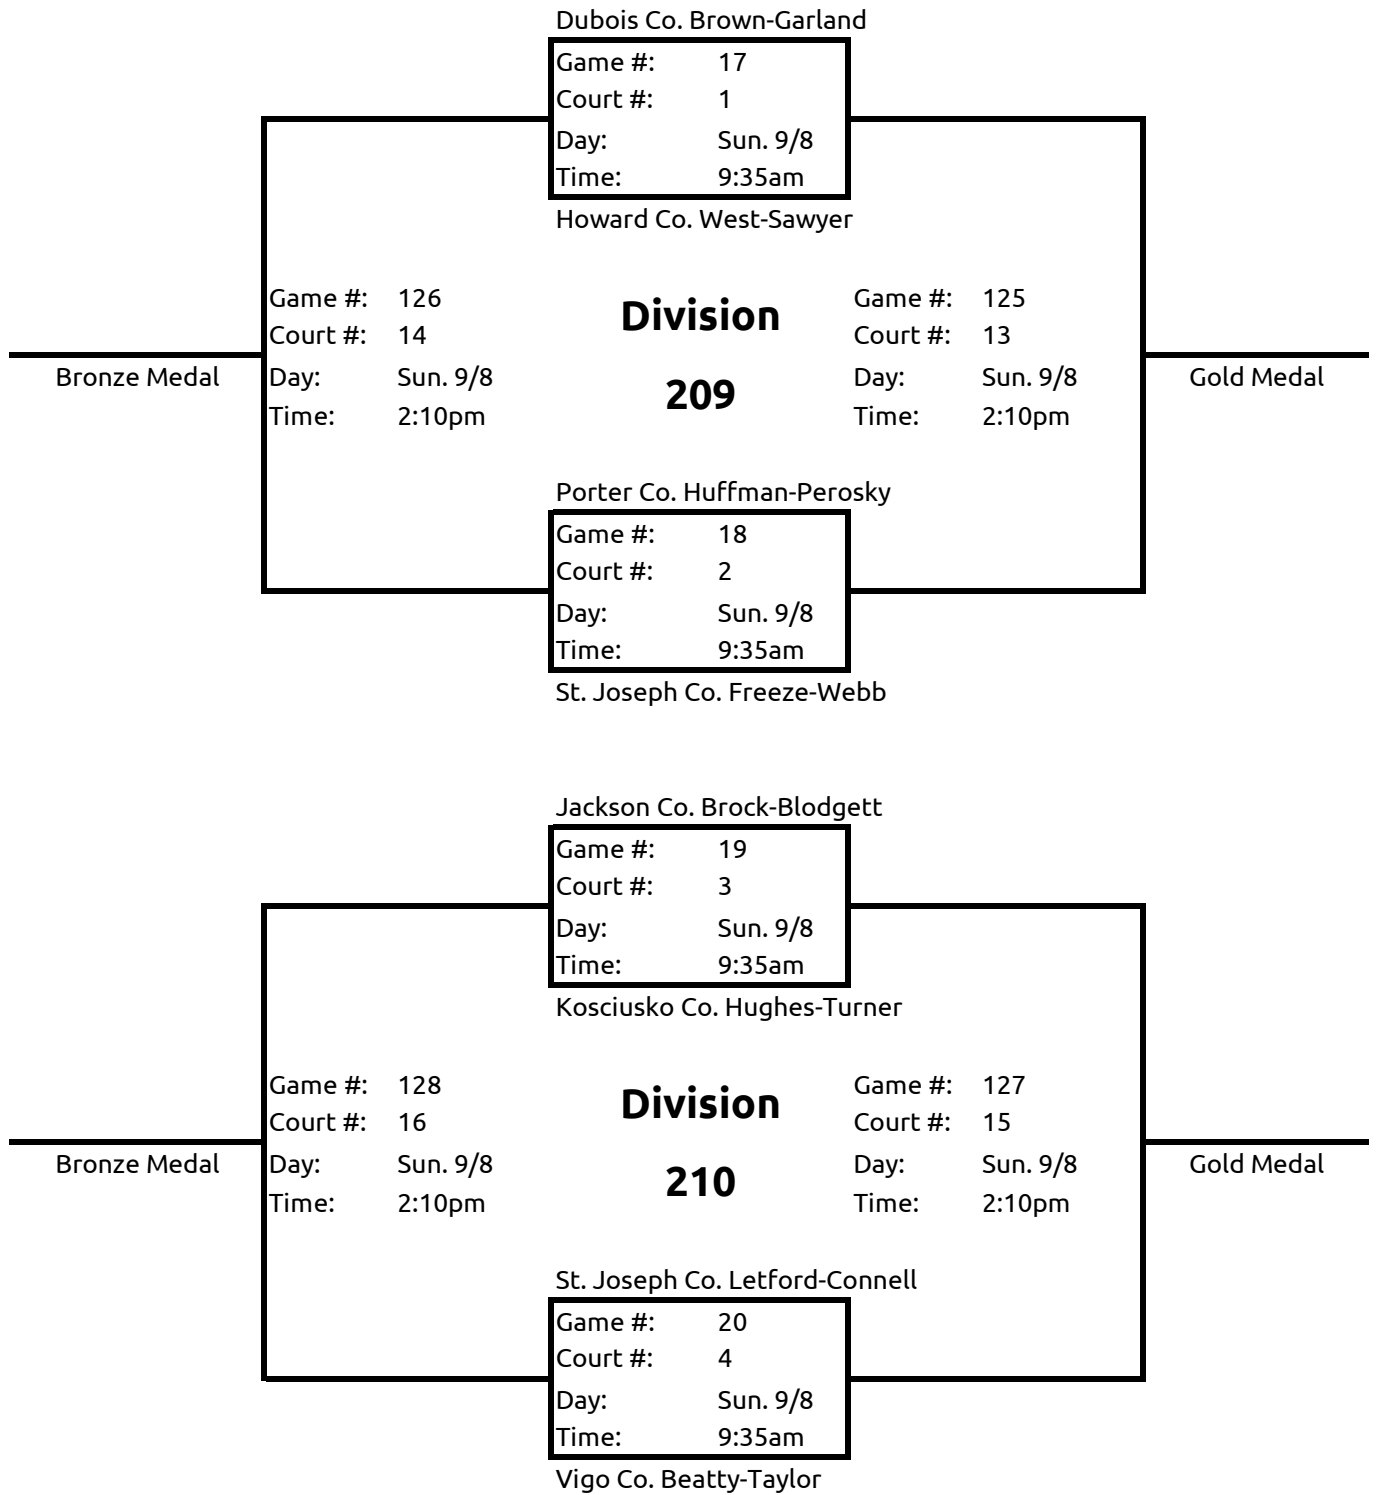 Dubois Co. Brown-Garland
Game #: 17
Court #: 1
Day: Sun. 9/8
Time: 9:35am
Howard Co. West-Sawyer
Game #: 126
Court #: 14
Day: Sun. 9/8
Time: 2:10pm
Bronze Medal
Division
209
Game #: 125
Court #: 13
Day: Sun. 9/8
Time: 2:10pm
Gold Medal
Porter Co. Huffman-Perosky
Game #: 18
Court #: 2
Day: Sun. 9/8
Time: 9:35am
St. Joseph Co. Freeze-Webb
Jackson Co. Brock-Blodgett
Game #: 19
Court #: 3
Day: Sun. 9/8
Time: 9:35am
Kosciusko Co. Hughes-Turner
Game #: 128
Court #: 16
Day: Sun. 9/8
Time: 2:10pm
Bronze Medal
Division
210
Game #: 127
Court #: 15
Day: Sun. 9/8
Time: 2:10pm
Gold Medal
St. Joseph Co. Letford-Connell
Game #: 20
Court #: 4
Day: Sun. 9/8
Time: 9:35am
Vigo Co. Beatty-Taylor